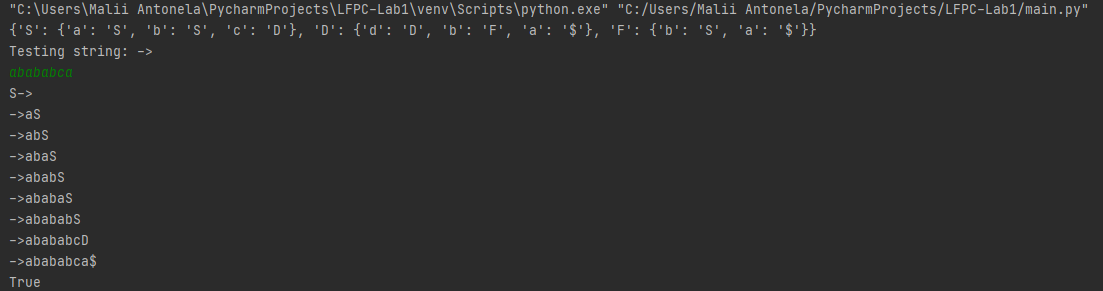 "C:\Users\Malii Antonela\PycharmProjects\LFPC-Lab1\venv\Scripts\python.exe" "C:/Users/Malii Antonela/PycharmProjects/LFPC-Lab1/main.py"
{'S': {'a': 'S', 'b': 'S', 'c': 'D'}, 'D': {'d': 'D', 'b': 'F', 'a': '$'}, 'F': {'b': 'S', 'a': '$'}}
Testing string: ->
abababca
S->
->aS
->abS
->abaS
->ababS
->ababaS
->abababS
->abababcD
->abababca$
True